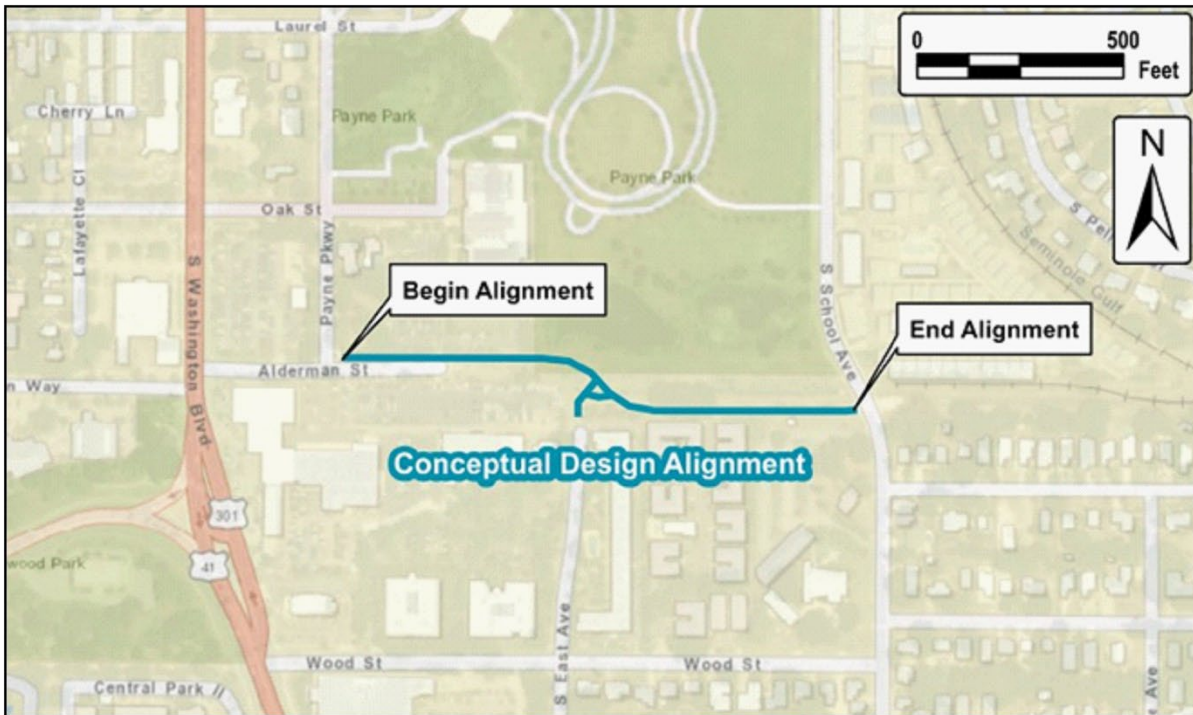 Laurel St
0 500
Feet
Cherry Ln
Payne Park
N
Payne Park
Lafayette Ct
Oak St
S Pel
Seminole Gulf
S Washington Blvd
Payne Pkwy
S School Ave
Begin Alignment
End Alignment
Alderman St
n Way
Conceptual Design Alignment
301
41
wood Park
S East Ave
Wood St
Wood St
Central Park II
Ave